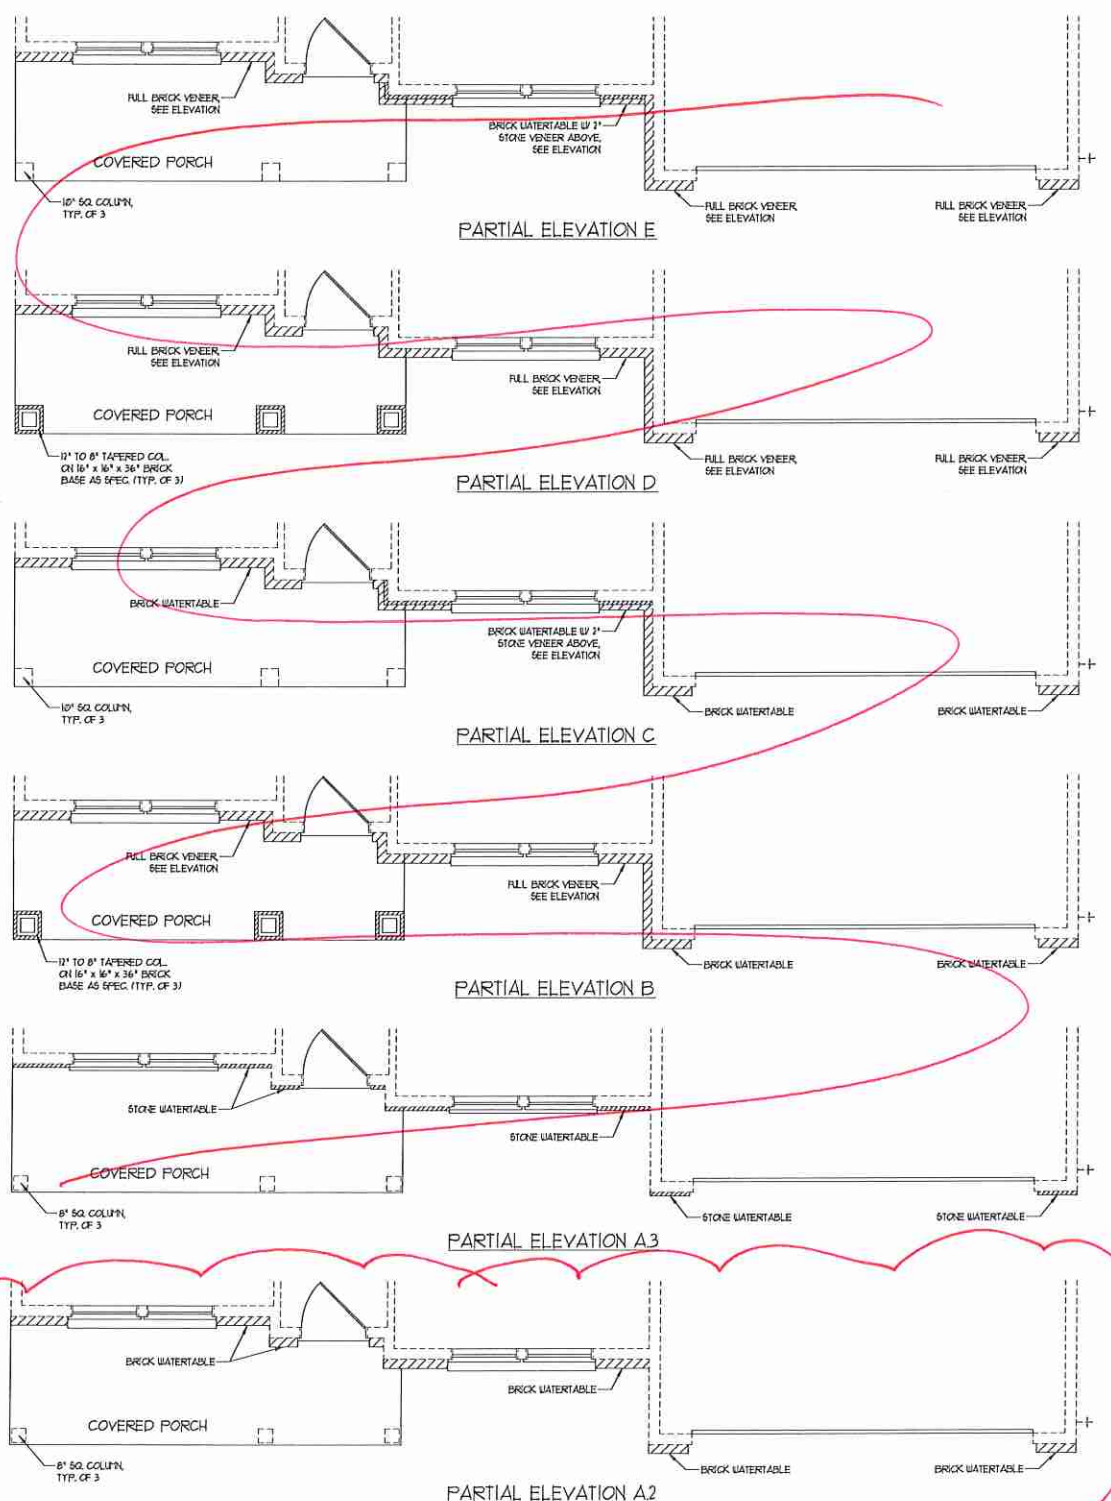 FULL BRICK VENEER,
SEE ELEVATION
BRICK WATERTABLE W/ 2"
STONE VENEER ABOVE,
SEE ELEVATION
COVERED PORCH
10" SQ. COLUMN,
TYP. OF 3
FULL BRICK VENEER,
SEE ELEVATION
FULL BRICK VENEER,
SEE ELEVATION
PARTIAL ELEVATION E
FULL BRICK VENEER,
SEE ELEVATION
FULL BRICK VENEER,
SEE ELEVATION
COVERED PORCH
12" TO 8" TAPERED COL.
ON 16" x 16" x 36" BRICK
BASE AS SPEC. (TYP. OF 3)
FULL BRICK VENEER,
SEE ELEVATION
FULL BRICK VENEER,
SEE ELEVATION
PARTIAL ELEVATION D
BRICK WATERTABLE
BRICK WATERTABLE W/ 2"
STONE VENEER ABOVE,
SEE ELEVATION
COVERED PORCH
10" SQ. COLUMN,
TYP. OF 3
BRICK WATERTABLE
BRICK WATERTABLE
PARTIAL ELEVATION C
FULL BRICK VENEER,
SEE ELEVATION
FULL BRICK VENEER,
SEE ELEVATION
COVERED PORCH
12" TO 8" TAPERED COL.
ON 16" x 16" x 36" BRICK
BASE AS SPEC. (TYP. OF 3)
BRICK WATERTABLE
BRICK WATERTABLE
PARTIAL ELEVATION B
STONE WATERTABLE
STONE WATERTABLE
COVERED PORCH
8" SQ. COLUMN,
TYP. OF 3
STONE WATERTABLE
STONE WATERTABLE
PARTIAL ELEVATION A.3
BRICK WATERTABLE
BRICK WATERTABLE
COVERED PORCH
8" SQ. COLUMN,
TYP. OF 3
BRICK WATERTABLE
BRICK WATERTABLE
PARTIAL ELEVATION A.2